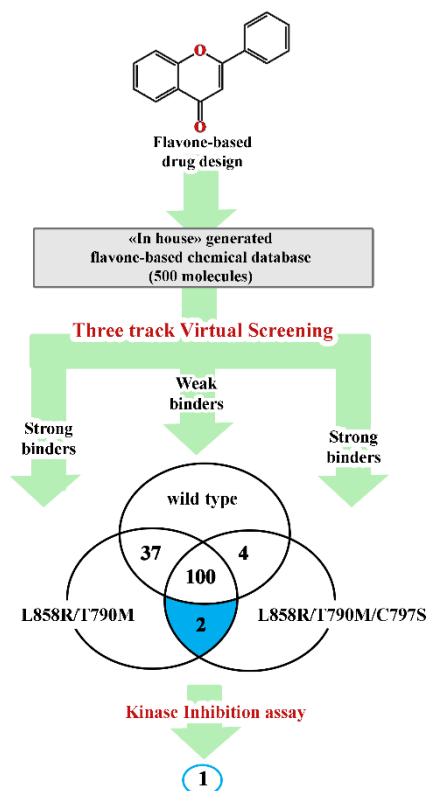 O
O
Flavone-based
drug design
«In house» generated
flavone-based chemical database
(500 molecules)
Three track Virtual Screening
Weak
binders
Strong
binders
Strong
binders
wild type
37
4
100
L858R/T790M
2
L858R/T790M/C797S
Kinase Inhibition assay
1